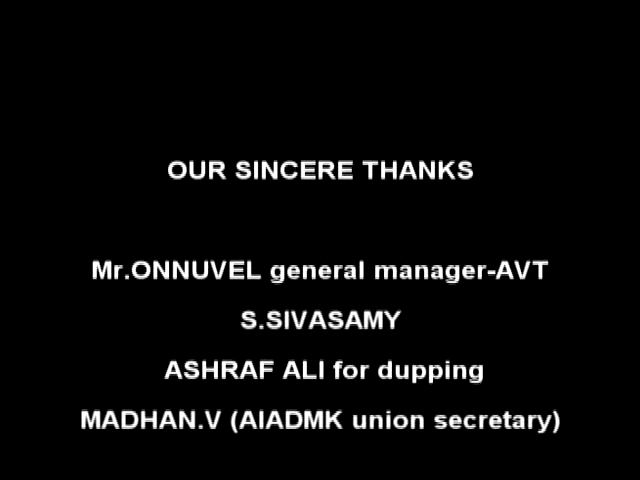 OUR SINCERE THANKS
Mr.ONNUVEL general manager-AVT
S.SIVASAMY
ASHRAF ALI for dupping
MADHAN.V (AIADMK union secretary)